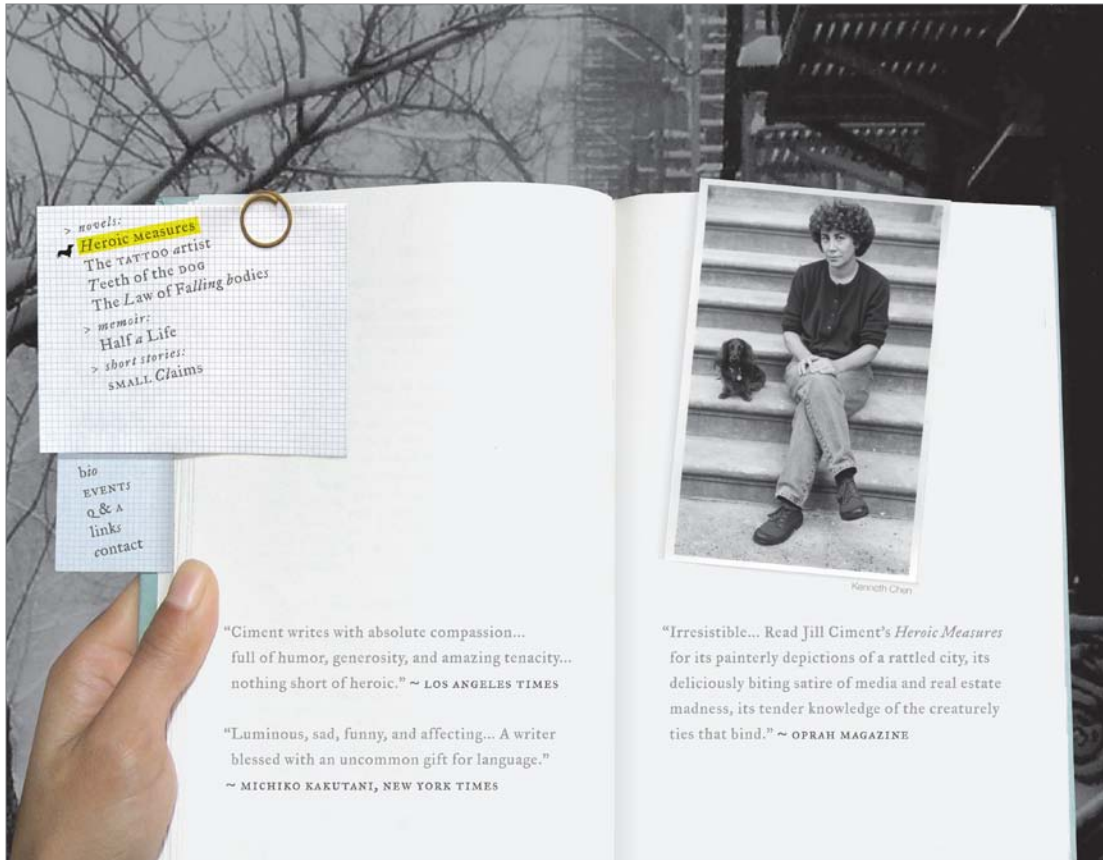 > novels:
Heroic Measures
The TATTOO artist
Teeth of the DOG
The Law of Falling bodies
> memoir:
Half a Life
> short stories:
SMALL Claims
bio
EVENTS
Q & A
links
contact
Kenneth Chen
“Ciment writes with absolute compassion...
full of humor, generosity, and amazing tenacity...
nothing short of heroic.” ~ LOS ANGELES TIMES
“Luminous, sad, funny, and affecting... A writer
blessed with an uncommon gift for language.”
~ MICHIKO KAKUTANI, NEW YORK TIMES
“Irresistible... Read Jill Ciment’s Heroic Measures
for its painterly depictions of a rattled city, its
deliciously biting satire of media and real estate
madness, its tender knowledge of the creaturely
ties that bind.” ~ OPRAH MAGAZINE